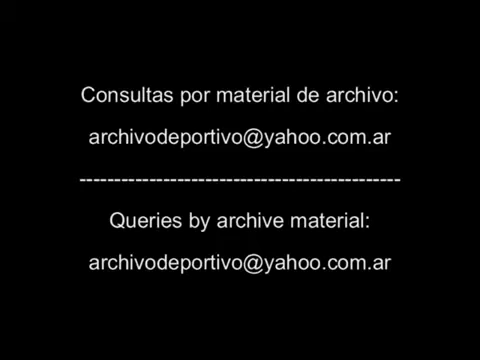 Consultas por material de archivo:
archivodeportivo@yahoo.com.ar
----------------------------------------------
Queries by archive material:
archivodeportivo@yahoo.com.ar